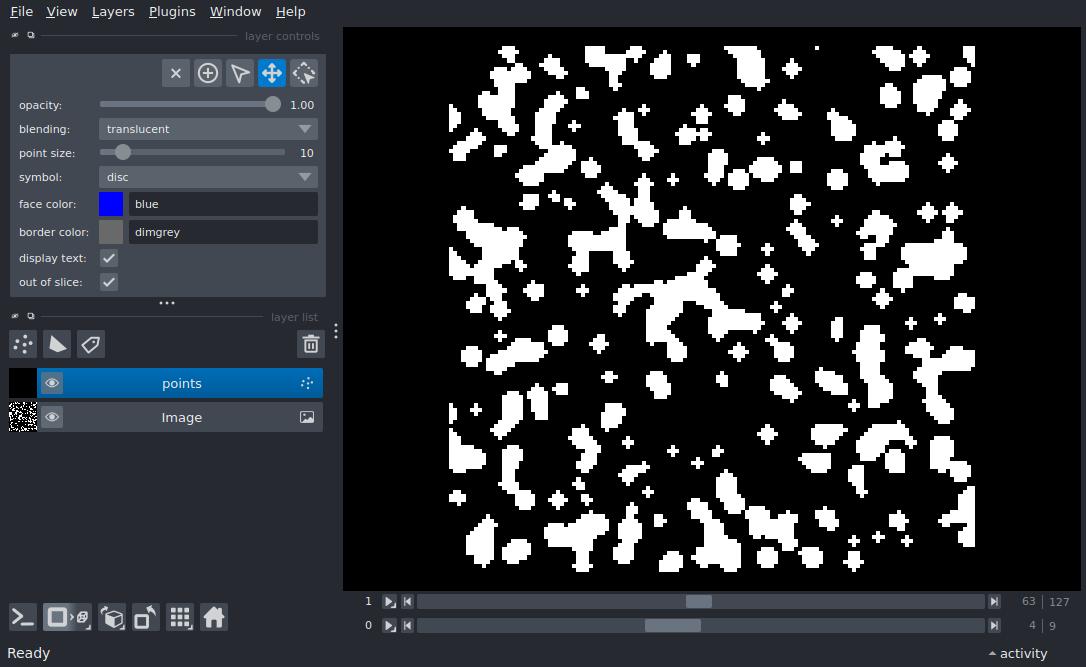 File View Layers Plugins Window Help
layer controls
opacity: 1.00
blending: translucent
point size: 10
symbol: disc
face color: blue
border color: dimgrey
display text:
out of slice:
layer list
points
Image
1 63 127
0 4 9
Ready activity